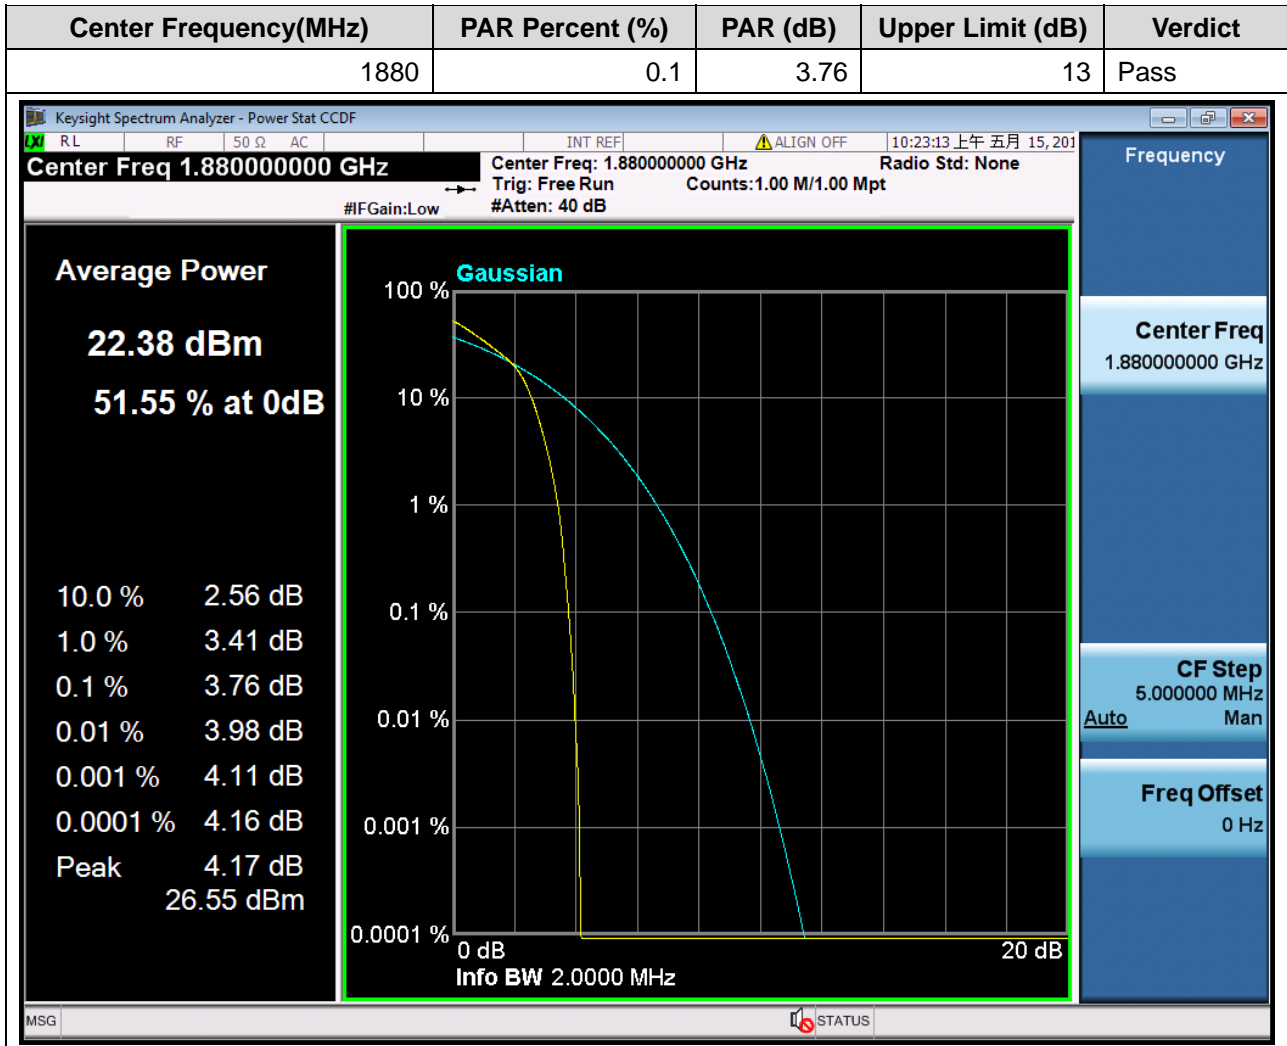 Center Frequency(MHz) PAR Percent (%) PAR (dB) Upper Limit (dB) Verdict
1880 0.1 3.76 13 Pass
Keysight Spectrum Analyzer - Power Stat CCDF
LXI RL RF 50 Ω AC INT REF ALIGN OFF 10:23:13 上午 五月 15, 201
Center Freq 1.880000000 GHz
Center Freq: 1.880000000 GHz Radio Std: None
Trig: Free Run Counts:1.00 M/1.00 Mpt
#IFGain:Low #Atten: 40 dB
Average Power
22.38 dBm
51.55 % at 0dB
10.0 % 2.56 dB
1.0 % 3.41 dB
0.1 % 3.76 dB
0.01 % 3.98 dB
0.001 % 4.11 dB
0.0001 % 4.16 dB
Peak 4.17 dB
26.55 dBm
Gaussian
100 %
10 %
1 %
0.1 %
0.01 %
0.001 %
0.0001 %
0 dB 20 dB
Info BW 2.0000 MHz
Frequency
Center Freq
1.880000000 GHz
CF Step
5.000000 MHz
Auto Man
Freq Offset
0 Hz
MSG STATUS